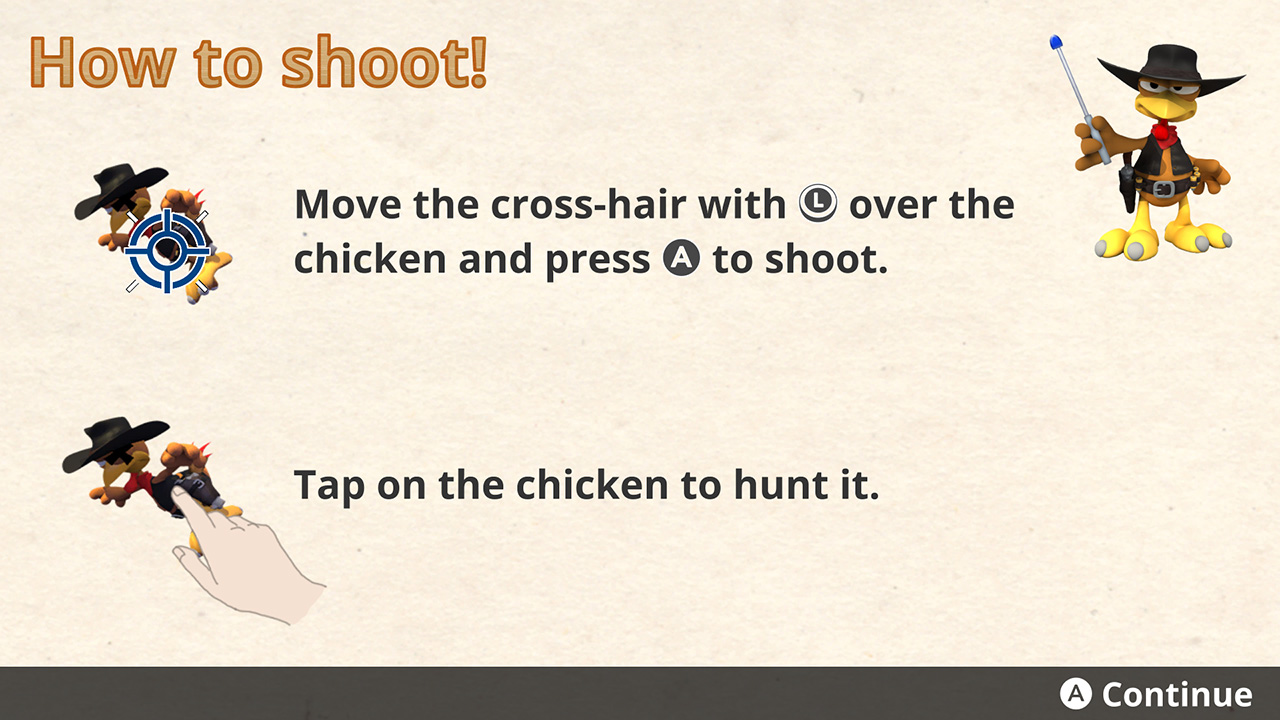 How to shoot!
Move the cross-hair with L over the
chicken and press A to shoot.
Tap on the chicken to hunt it.
A Continue